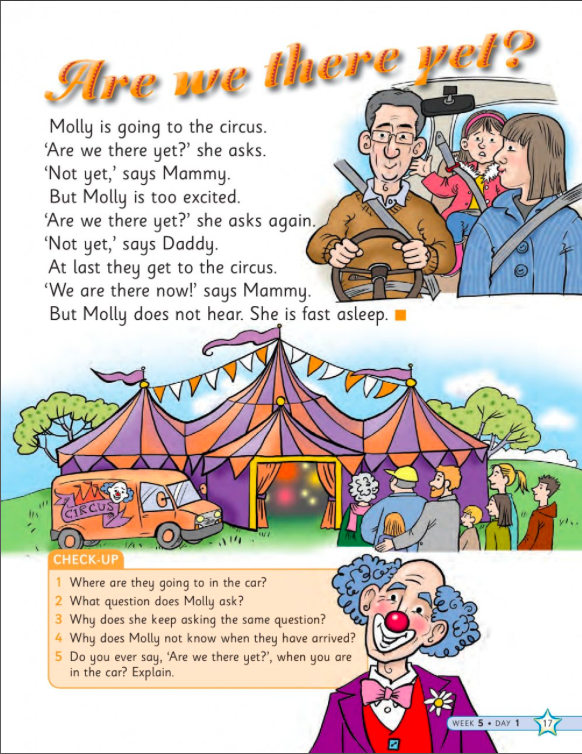 Are we there yet?
Molly is going to the circus.
‘Are we there yet?’ she asks.
‘Not yet,’ says Mammy.
But Molly is too excited.
‘Are we there yet?’ she asks again.
‘Not yet,’ says Daddy.
At last they get to the circus.
‘We are there now!’ says Mammy.
But Molly does not hear. She is fast asleep.
CIRCUS
CHECK-UP
1 Where are they going to in the car?
2 What question does Molly ask?
3 Why does she keep asking the same question?
4 Why does Molly not know when they have arrived?
5 Do you ever say, ‘Are we there yet?’, when you are
in the car? Explain.
WEEK 5 • DAY 1 17